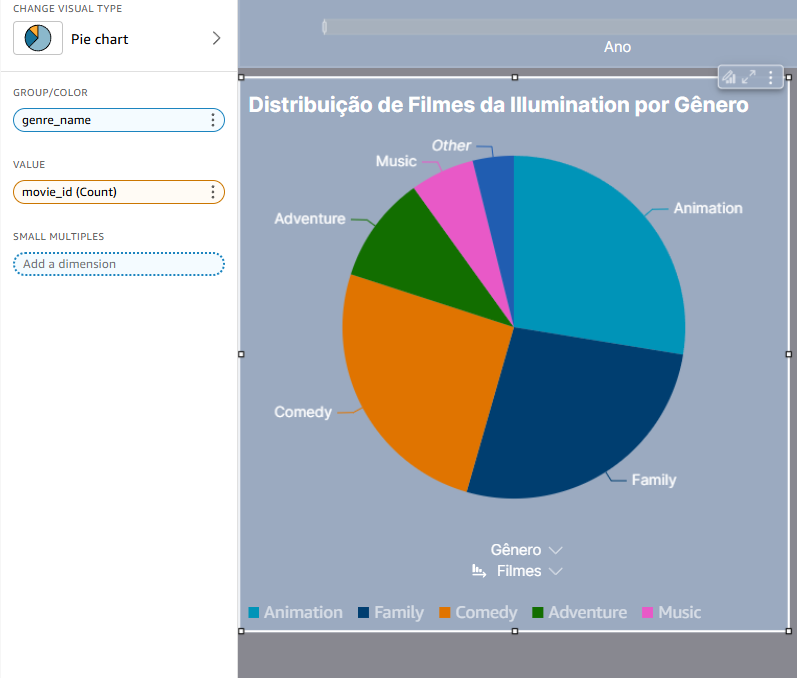 CHANGE VISUAL TYPE
Pie chart
GROUP/COLOR
genre_name
VALUE
movie_id (Count)
SMALL MULTIPLES
Add a dimension
Ano
Distribuição de Filmes da Illumination por Gênero
Other
Music
Animation
Adventure
Comedy
Family
Gênero
Filmes
Animation Family Comedy Adventure Music